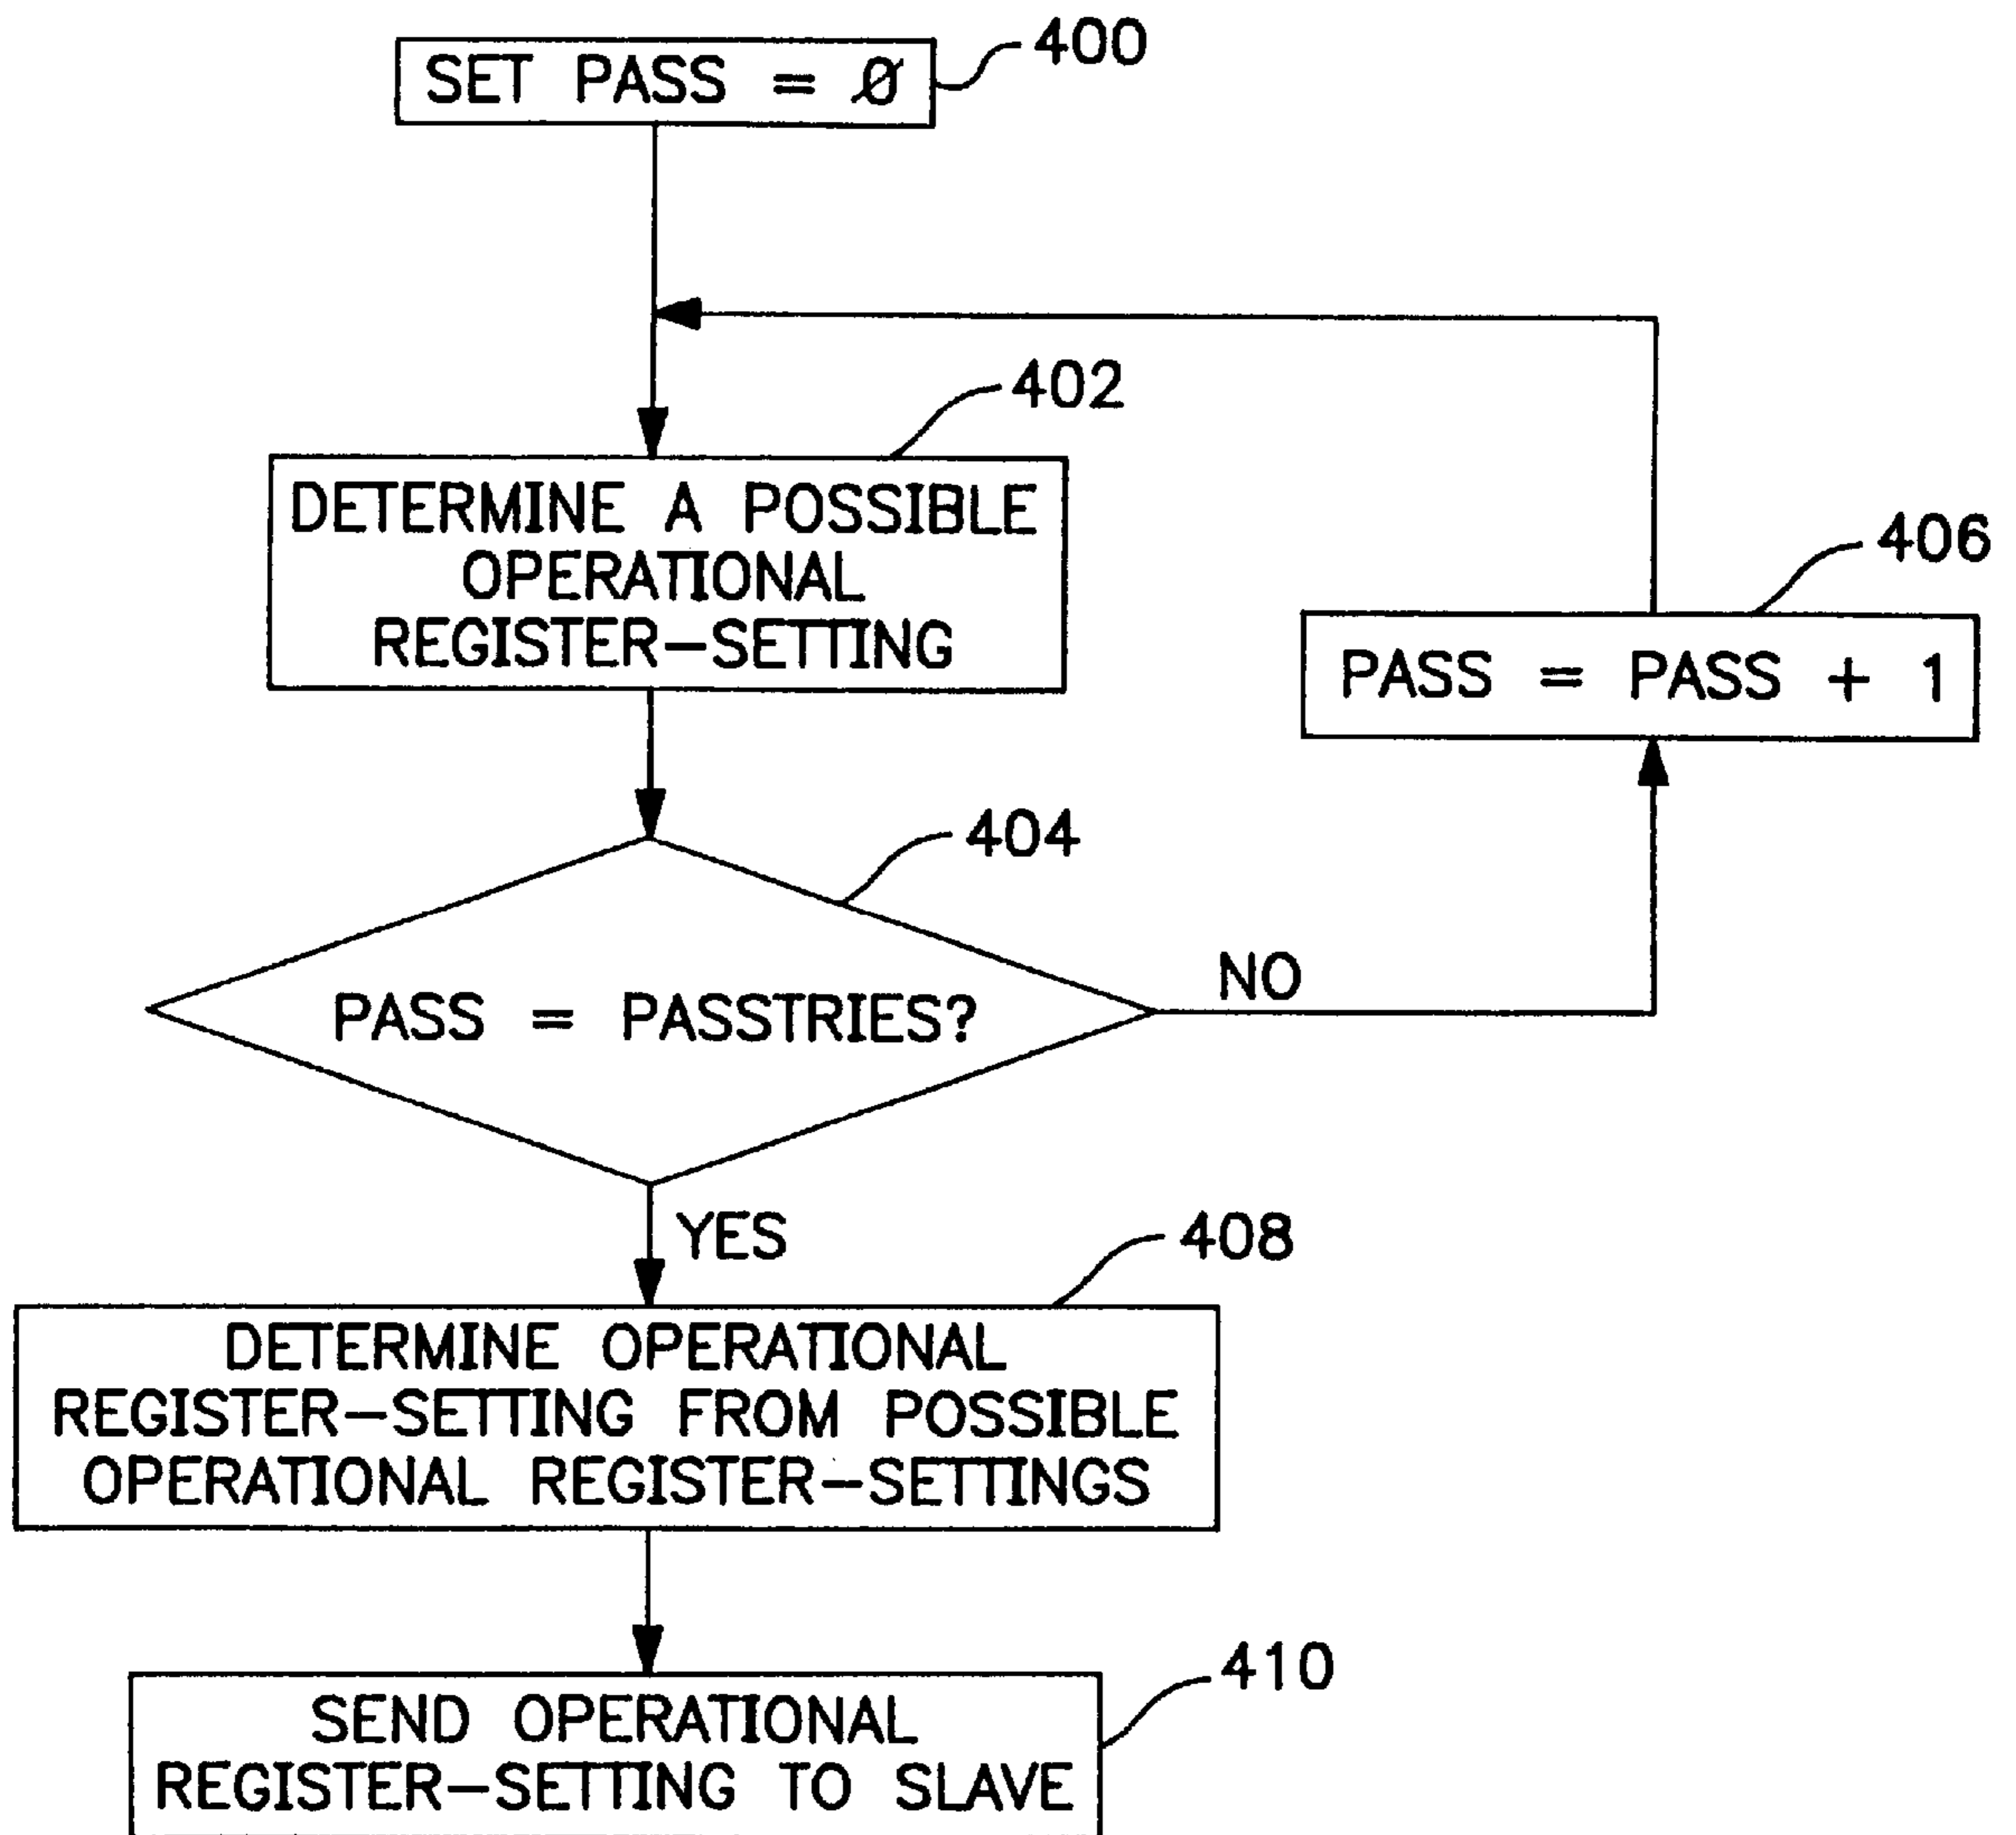 SET PASS = Ø
400
402
DETERMINE A POSSIBLE
OPERATIONAL
REGISTER—SETTING
406
PASS = PASS + 1
404
PASS = PASSTRIES?
NO
YES
408
DETERMINE OPERATIONAL
REGISTER—SETTING FROM POSSIBLE
OPERATIONAL REGISTER—SETTINGS
410
SEND OPERATIONAL
REGISTER—SETTING TO SLAVE